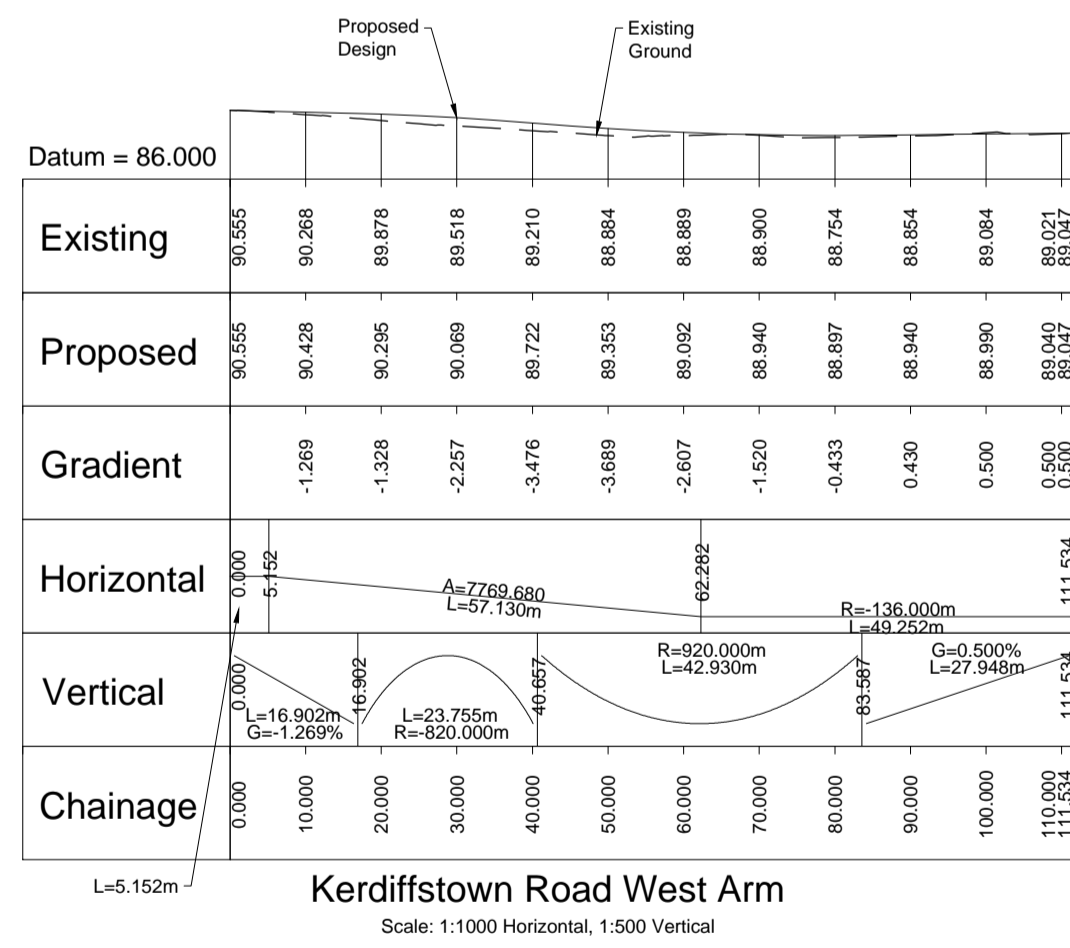 Proposed
Design
Existing
Ground
Datum = 86.000
Existing
90.555 90.268 89.878 89.518 89.210 88.884 88.889 88.900 88.754 88.854 89.084 89.021 89.047
Proposed
90.555 90.428 90.295 90.069 89.722 89.353 89.092 88.940 88.897 88.940 88.990 89.040 89.047
Gradient
-1.269 -1.328 -2.257 -3.476 -3.689 -2.607 -1.520 -0.433 0.430 0.500 0.500 0.500
Horizontal
0.000 5.152 62.282 111.534
A=7769.680
L=57.130m
R=-136.000m
L=49.252m
Vertical
0.000 16.902 40.657 83.587 111.534
L=16.902m
G=-1.269%
L=23.755m
R=-820.000m
R=920.000m
L=42.930m
G=0.500%
L=27.948m
Chainage
0.000 10.000 20.000 30.000 40.000 50.000 60.000 70.000 80.000 90.000 100.000 110.000 111.534
L=5.152m
Kerdiffstown Road West Arm
Scale: 1:1000 Horizontal, 1:500 Vertical